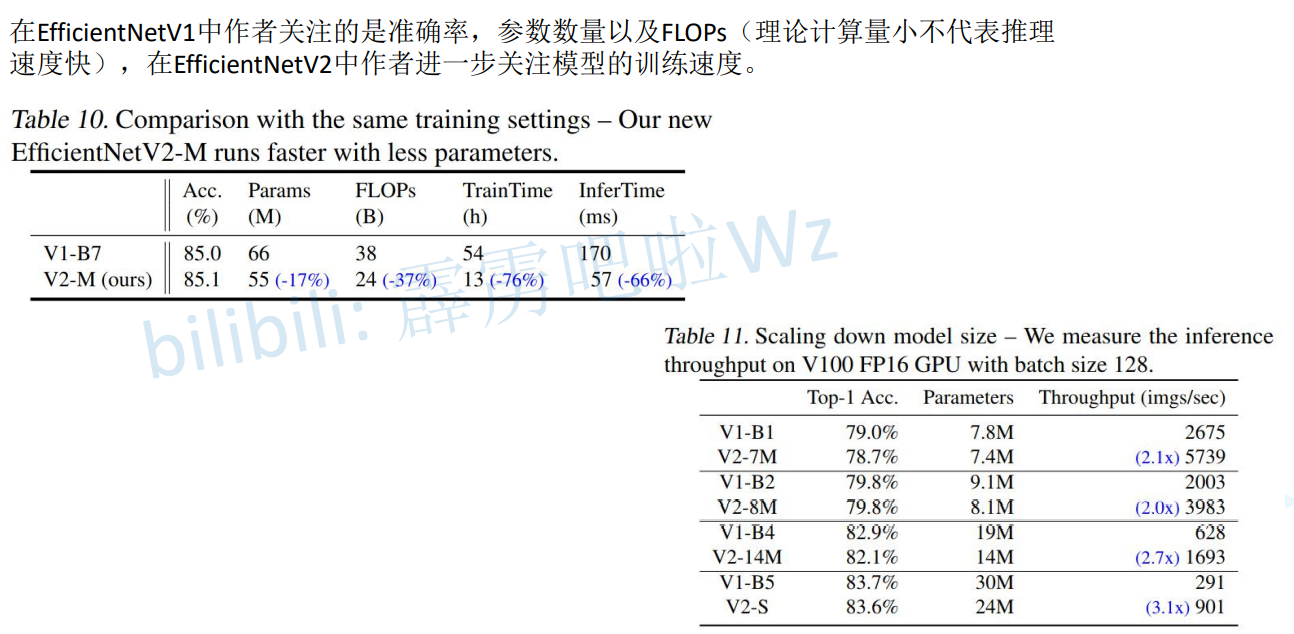 在EfficientNetV1中作者关注的是准确率，参数数量以及FLOPs（理论计算量小不代表推理
速度快），在EfficientNetV2中作者进一步关注模型的训练速度。
Table 10. Comparison with the same training settings – Our new
EfficientNetV2-M runs faster with less parameters.
Acc. Params FLOPs TrainTime InferTime
(%) (M) (B) (h) (ms)
V1-B7 85.0 66 38 54 170
V2-M (ours) 85.1 55 (-17%) 24 (-37%) 13 (-76%) 57 (-66%)
bilibili: 霹雳吧啦Wz
Table 11. Scaling down model size – We measure the inference
throughput on V100 FP16 GPU with batch size 128.
Top-1 Acc. Parameters Throughput (imgs/sec)
V1-B1 79.0% 7.8M 2675
V2-7M 78.7% 7.4M (2.1x) 5739
V1-B2 79.8% 9.1M 2003
V2-8M 79.8% 8.1M (2.0x) 3983
V1-B4 82.9% 19M 628
V2-14M 82.1% 14M (2.7x) 1693
V1-B5 83.7% 30M 291
V2-S 83.6% 24M (3.1x) 901